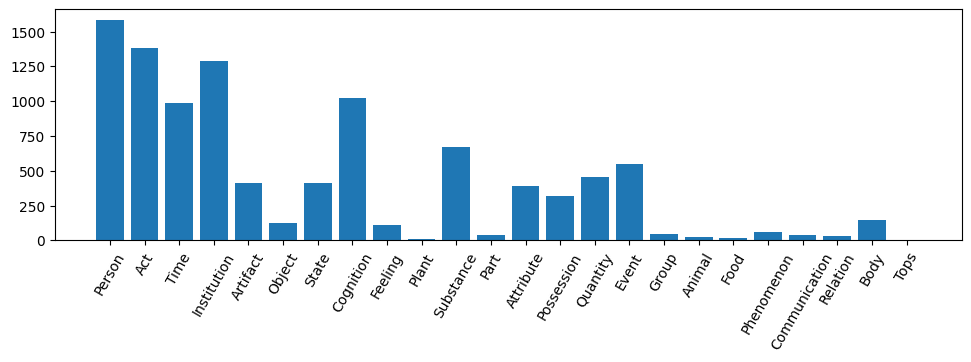 1500
1250
1000
750
500
250
0
Person
Act
Time
Institution
Artifact
Object
State
Cognition
Feeling
Plant
Substance
Part
Attribute
Possession
Quantity
Event
Group
Animal
Food
Phenomenon
Communication
Relation
Body
Tops